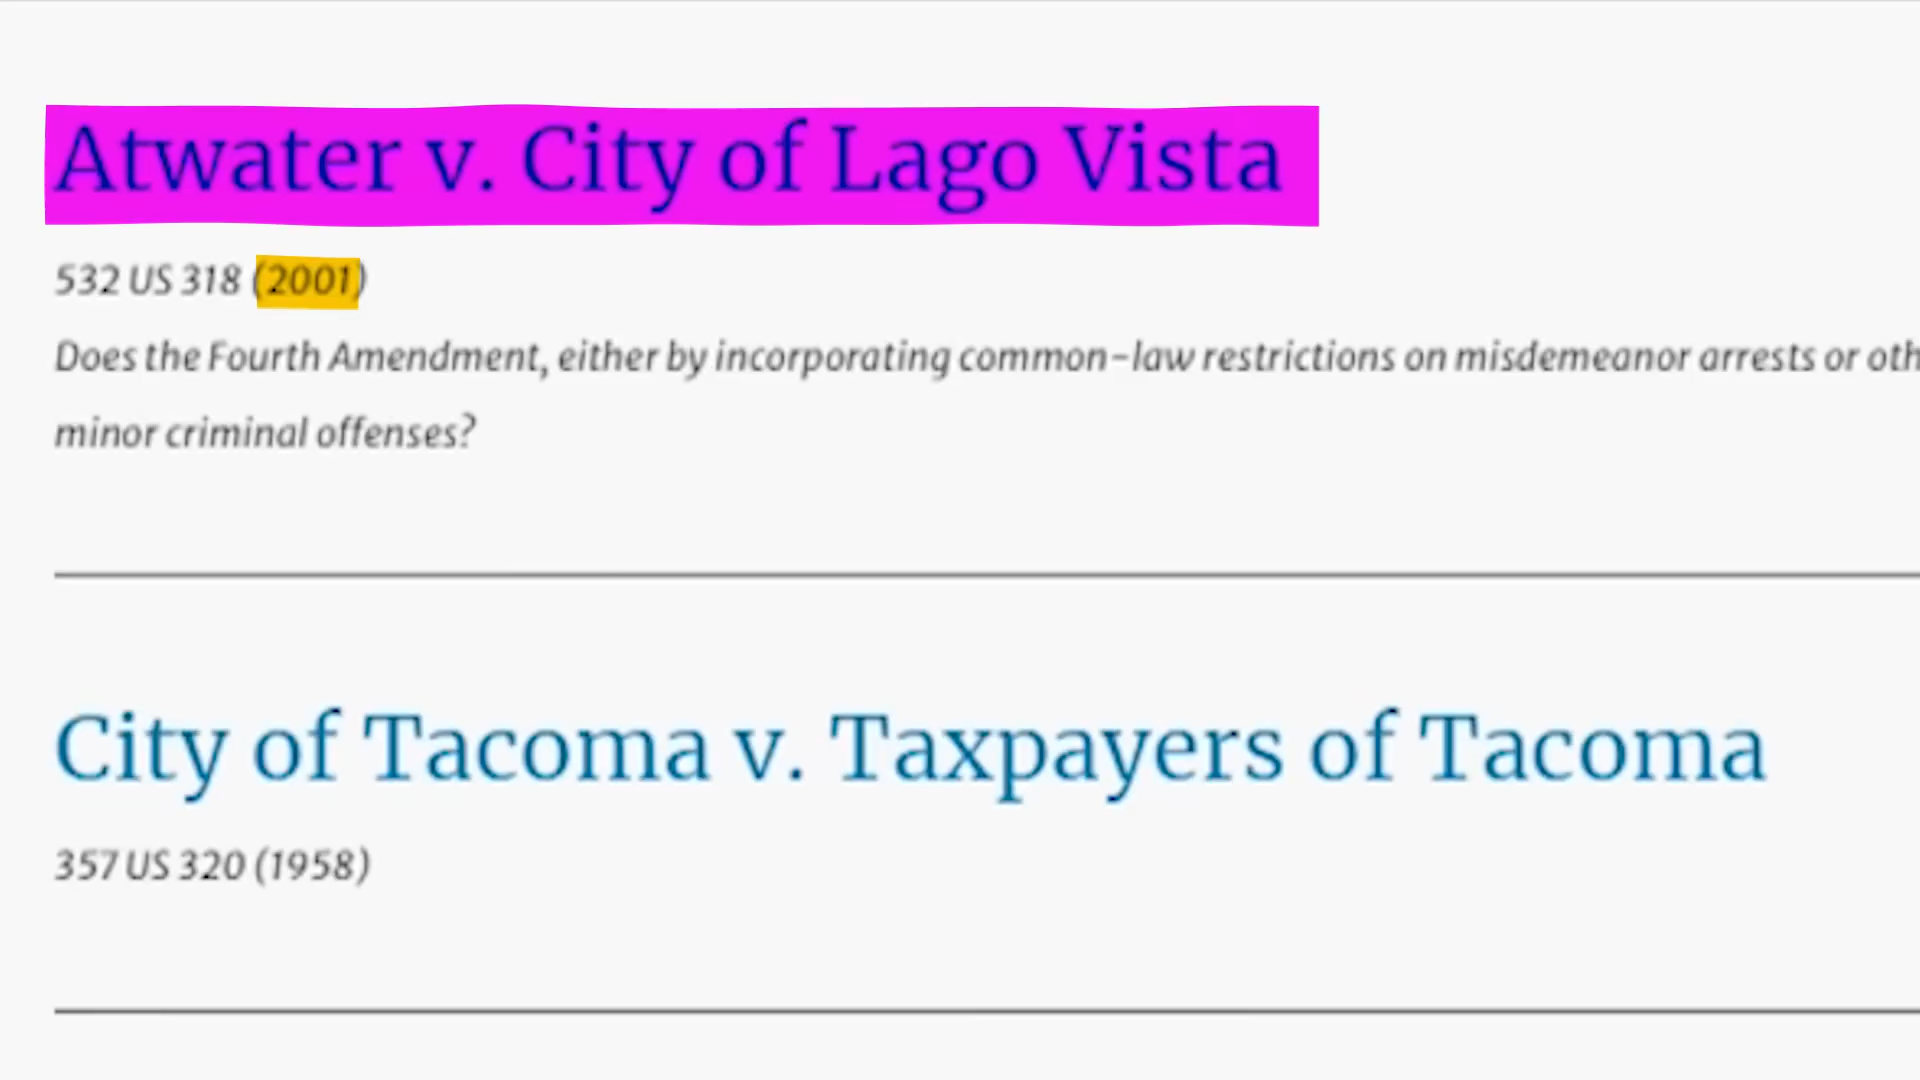 Atwater v. City of Lago Vista
532 US 318 (2001)
Does the Fourth Amendment, either by incorporating common-law restrictions on misdemeanor arrests or oth
minor criminal offenses?
City of Tacoma v. Taxpayers of Tacoma
357 US 320 (1958)